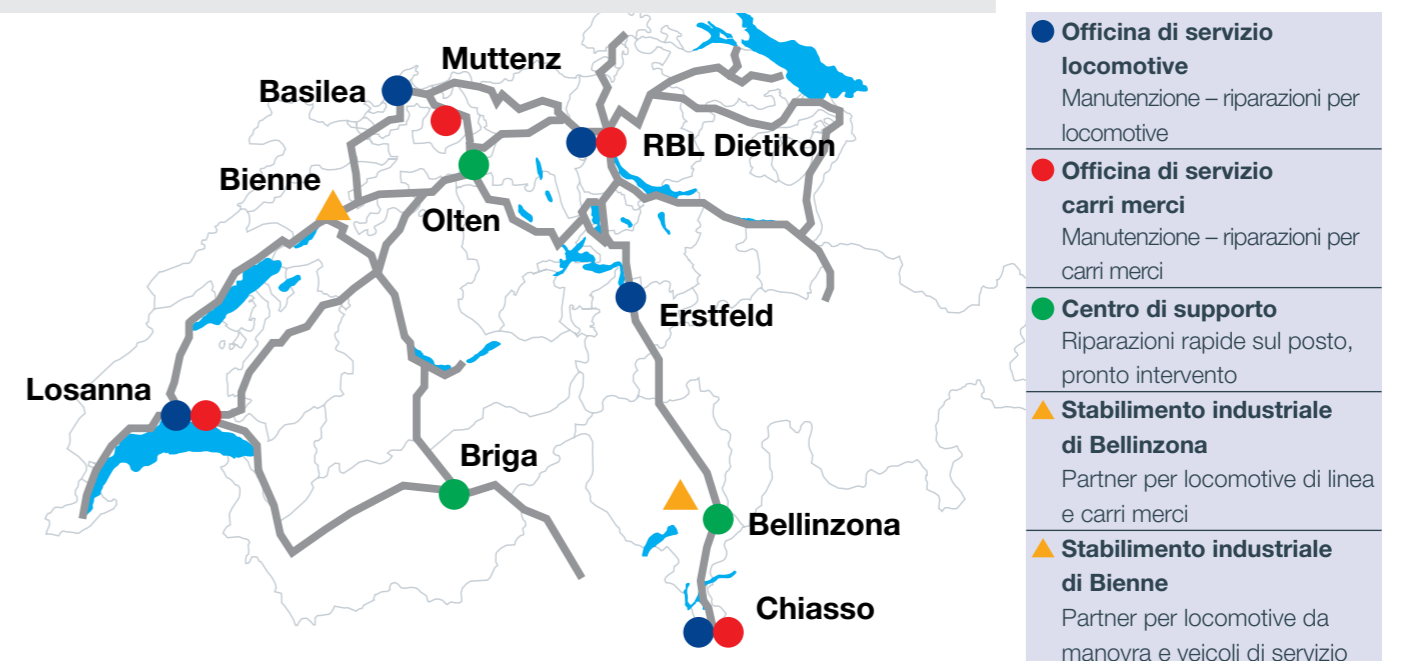 Muttenz
Basilea
RBL Dietikon
Bienne
Olten
Erstfeld
Losanna
Briga
Bellinzona
Chiasso
Officina di servizio
locomotive
Manutenzione – riparazioni per
locomotive
Officina di servizio
carri merci
Manutenzione – riparazioni per
carri merci
Centro di supporto
Riparazioni rapide sul posto,
pronto intervento
Stabilimento industriale
di Bellinzona
Partner per locomotive di linea
e carri merci
Stabilimento industriale
di Bienne
Partner per locomotive da
manovra e veicoli di servizio